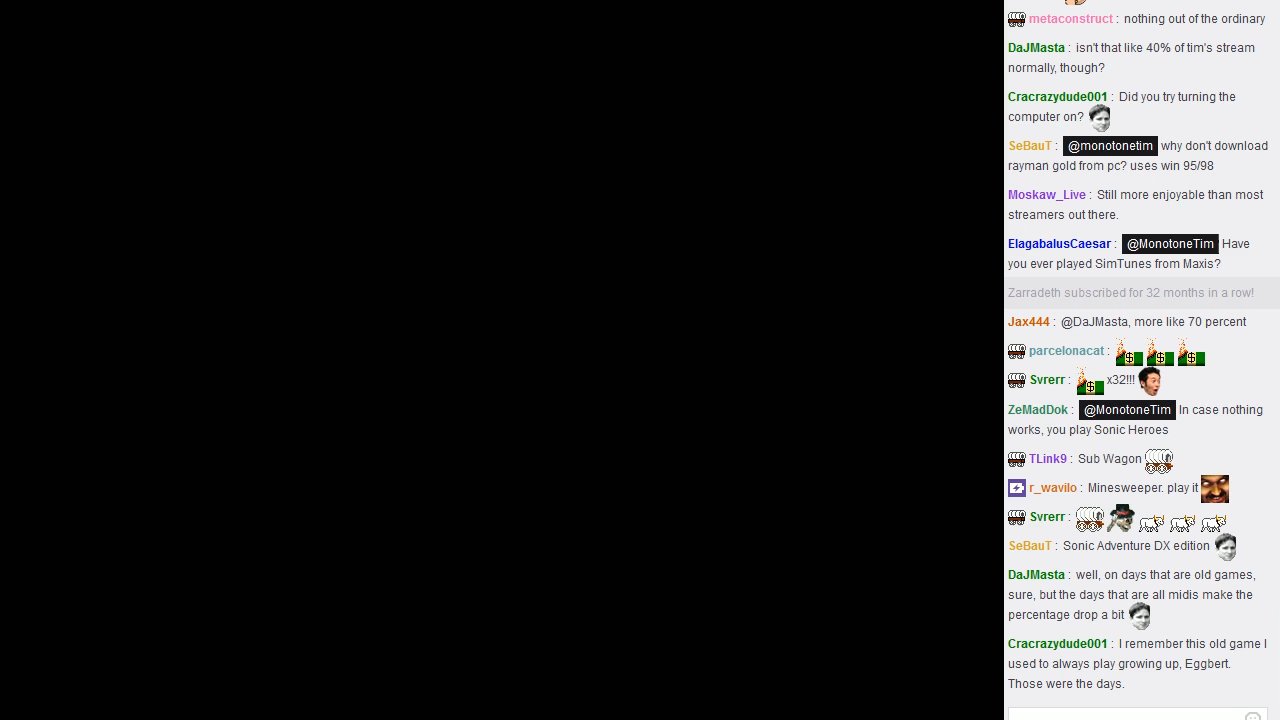 metaconstruct : nothing out of the ordinary
DaJMasta : isn't that like 40% of tim's stream
normally, though?
Cracrazydude001 : Did you try turning the
computer on?
SeBauT : @monotonetim why don't download
rayman gold from pc? uses win 95/98
Moskaw_Live : Still more enjoyable than most
streamers out there.
ElagabalusCaesar : @MonotoneTim Have
you ever played SimTunes from Maxis?
Zarradeth subscribed for 32 months in a row!
Jax444 : @DaJMasta, more like 70 percent
parcelonacat :
Svrerr : x32!!!
ZeMadDok : @MonotoneTim In case nothing
works, you play Sonic Heroes
TLink9 : Sub Wagon
r_wavilo : Minesweeper. play it
Svrerr :
SeBauT : Sonic Adventure DX edition
DaJMasta : well, on days that are old games,
sure, but the days that are all midis make the
percentage drop a bit
Cracrazydude001 : I remember this old game I
used to always play growing up, Eggbert.
Those were the days.